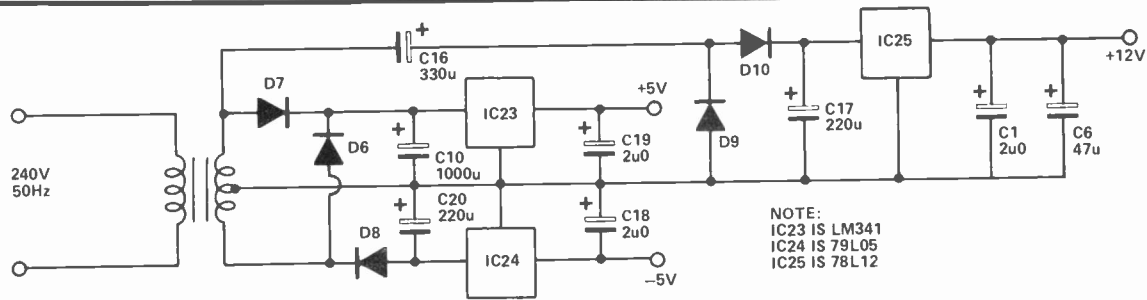 +
C16
330u
IC25
+12V
D7
D10
+5V
+
IC23
+
C17
220u
+
C1
2u0
+
C6
47u
+
C19
2u0
D9
240V
50Hz
D6
+
C10
1000u
+
C20
220u
+
C18
2u0
D8
IC24
−5V
NOTE:
IC23 IS LM341
IC24 IS 79L05
IC25 IS 78L12